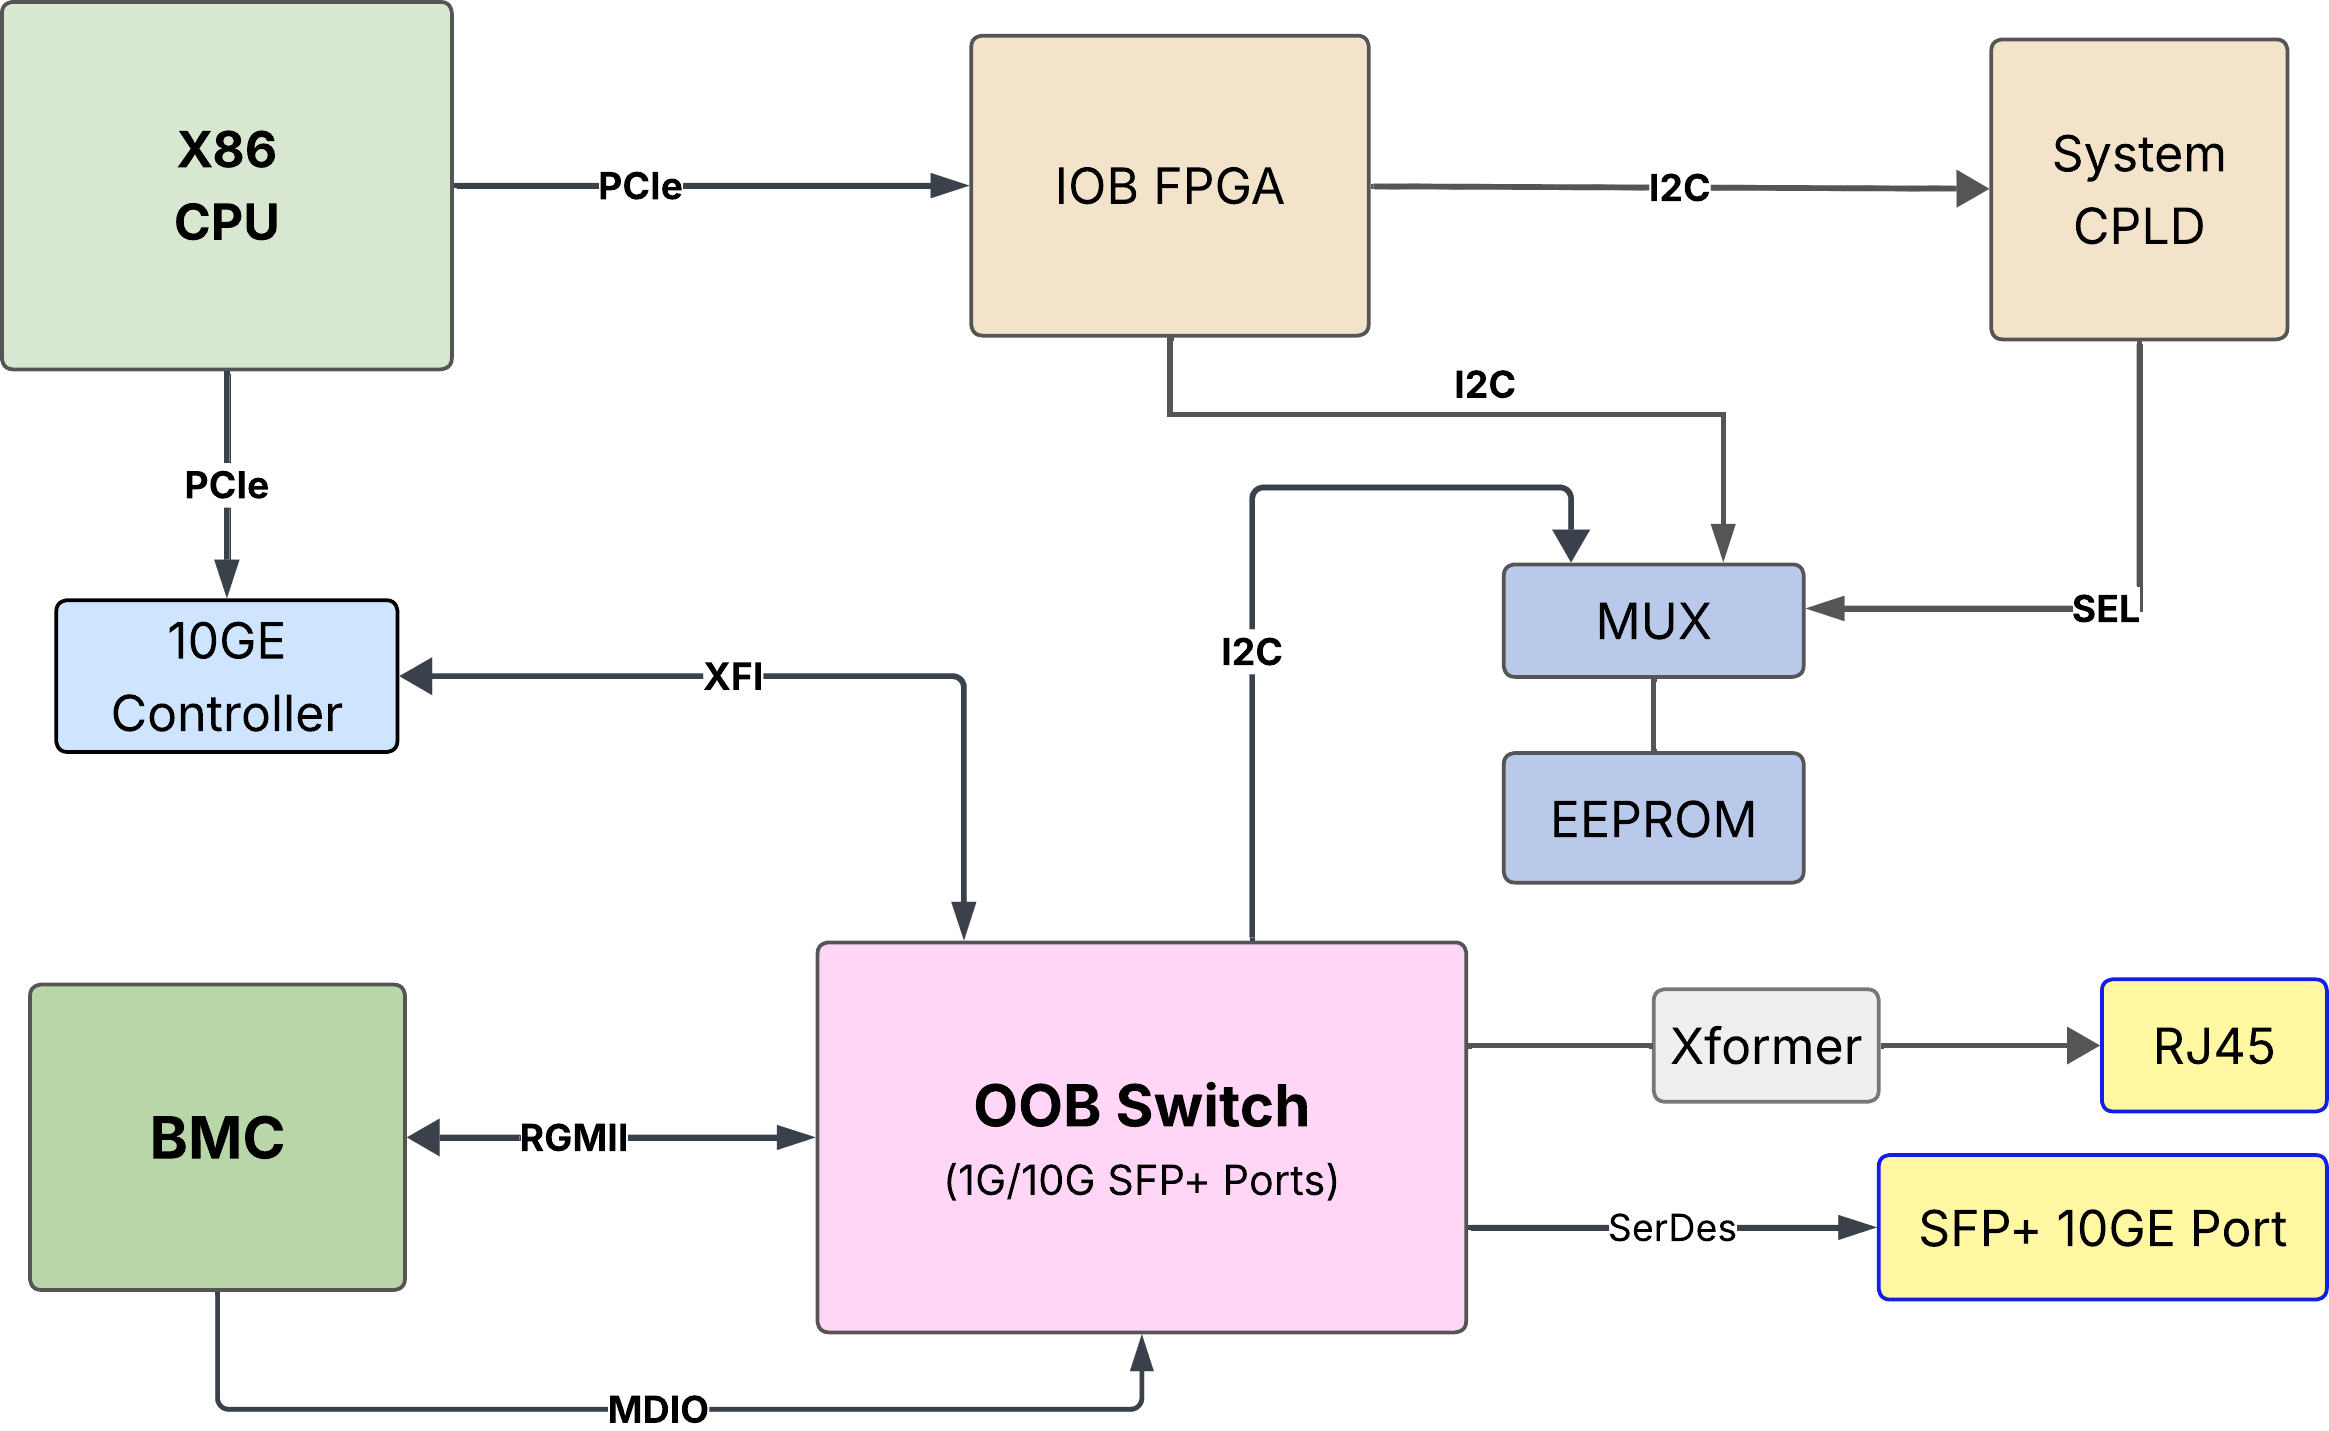 X86
CPU
PCIe
IOB FPGA
I2C
System
CPLD
I2C
PCIe
10GE
Controller
XFI
I2C
MUX
SEL
EEPROM
BMC
RGMII
OOB Switch
(1G/10G SFP+ Ports)
Xformer
RJ45
SerDes
SFP+ 10GE Port
MDIO